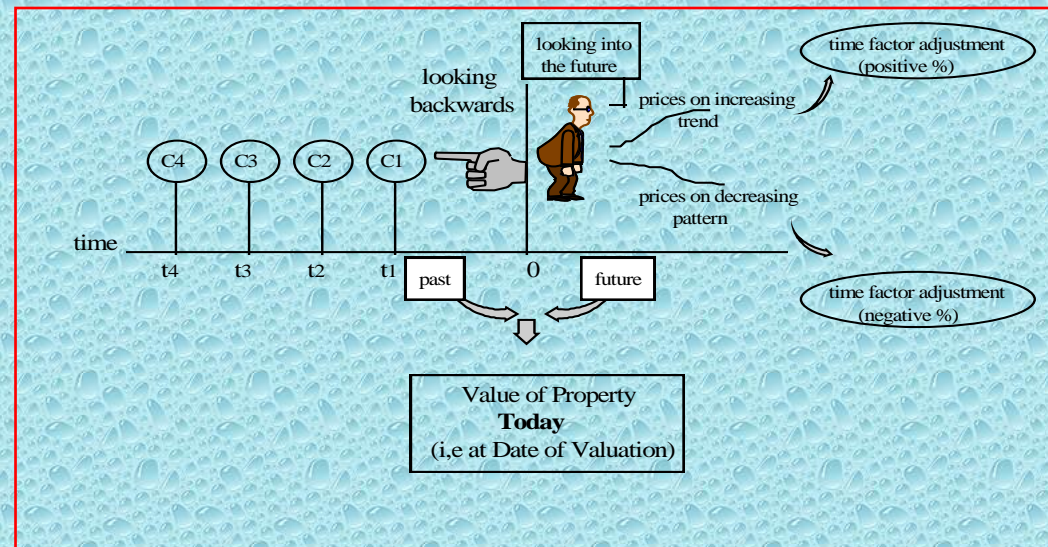 looking into
the future
time factor adjustment
(positive %)
looking
backwards
prices on increasing
trend
C4
C3
C2
C1
prices on decreasing
pattern
time
t4
t3
t2
t1
0
past
future
time factor adjustment
(negative %)
Value of Property
Today
(i,e at Date of Valuation)